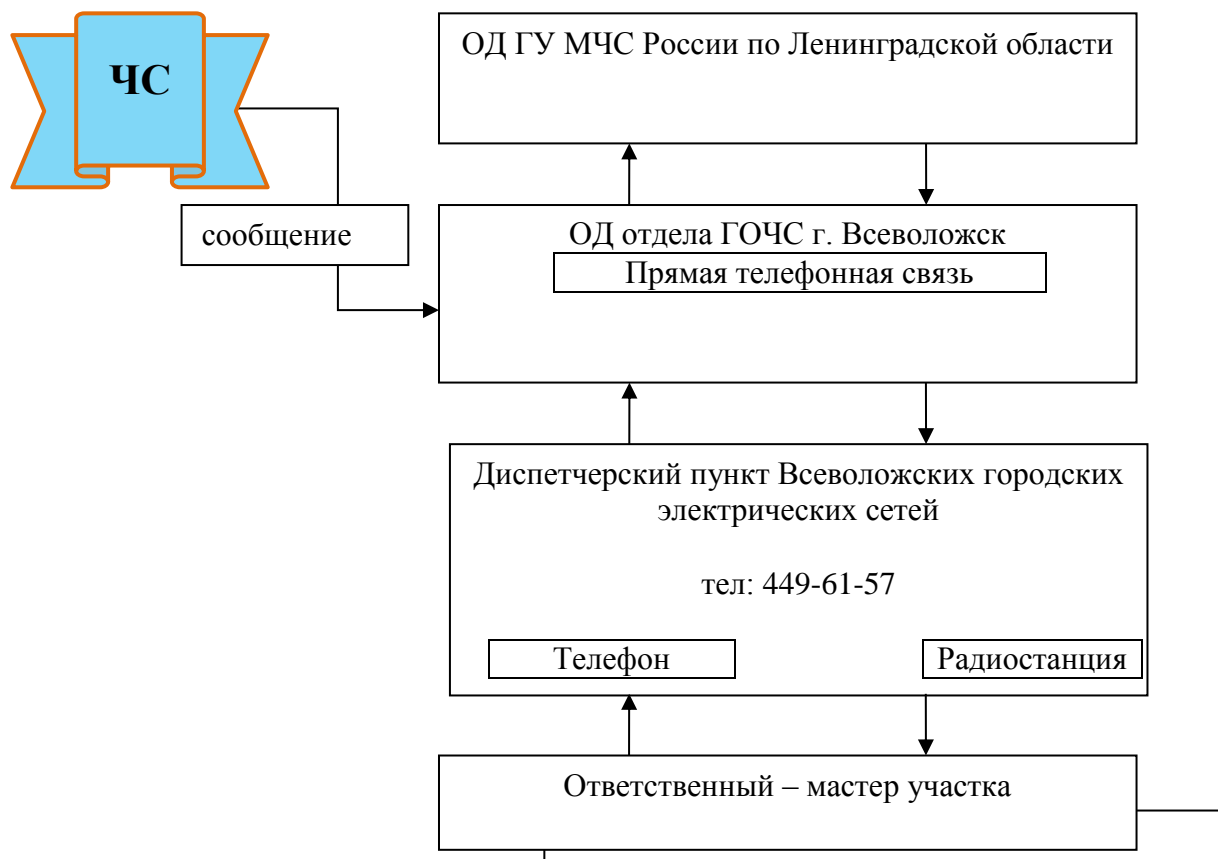 ЧС
ОД ГУ МЧС России по Ленинградской области
сообщение
ОД отдела ГОЧС г. Всеволожск
Прямая телефонная связь
Диспетчерский пункт Всеволожских городских
электрических сетей
тел: 449-61-57
Телефон
Радиостанция
Ответственный – мастер участка